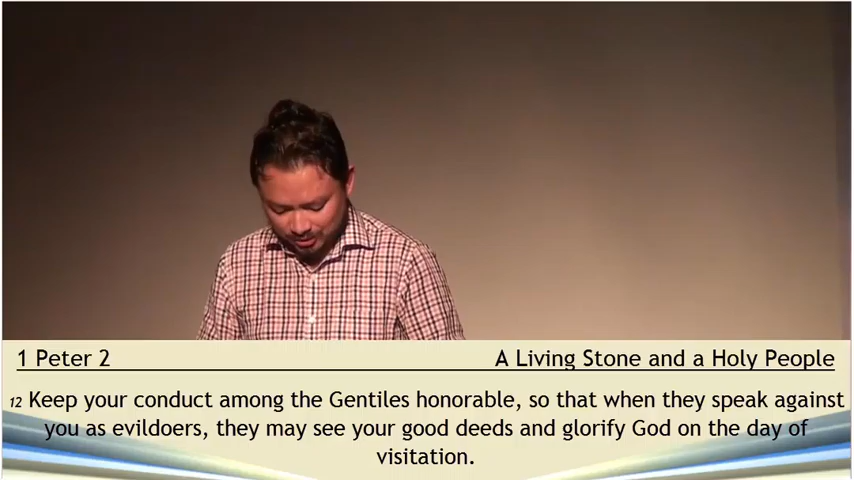 1 Peter 2 A Living Stone and a Holy People
12 Keep your conduct among the Gentiles honorable, so that when they speak against
you as evildoers, they may see your good deeds and glorify God on the day of
visitation.